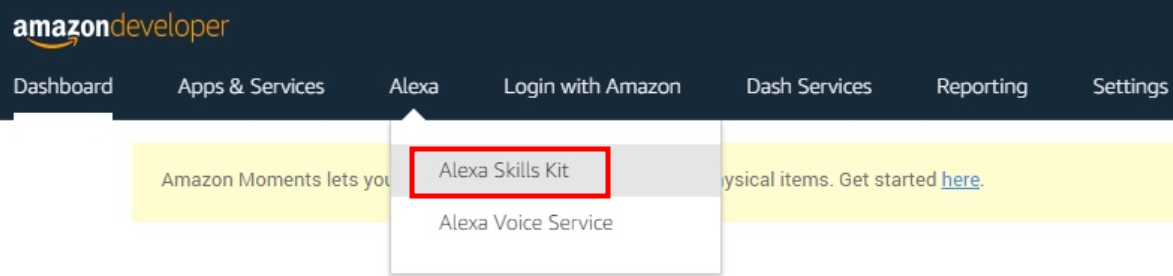 amazondeveloper
Dashboard Apps & Services Alexa Login with Amazon Dash Services Reporting Settings
Alexa Skills Kit
Amazon Moments lets you ysical items. Get started here.
Alexa Voice Service